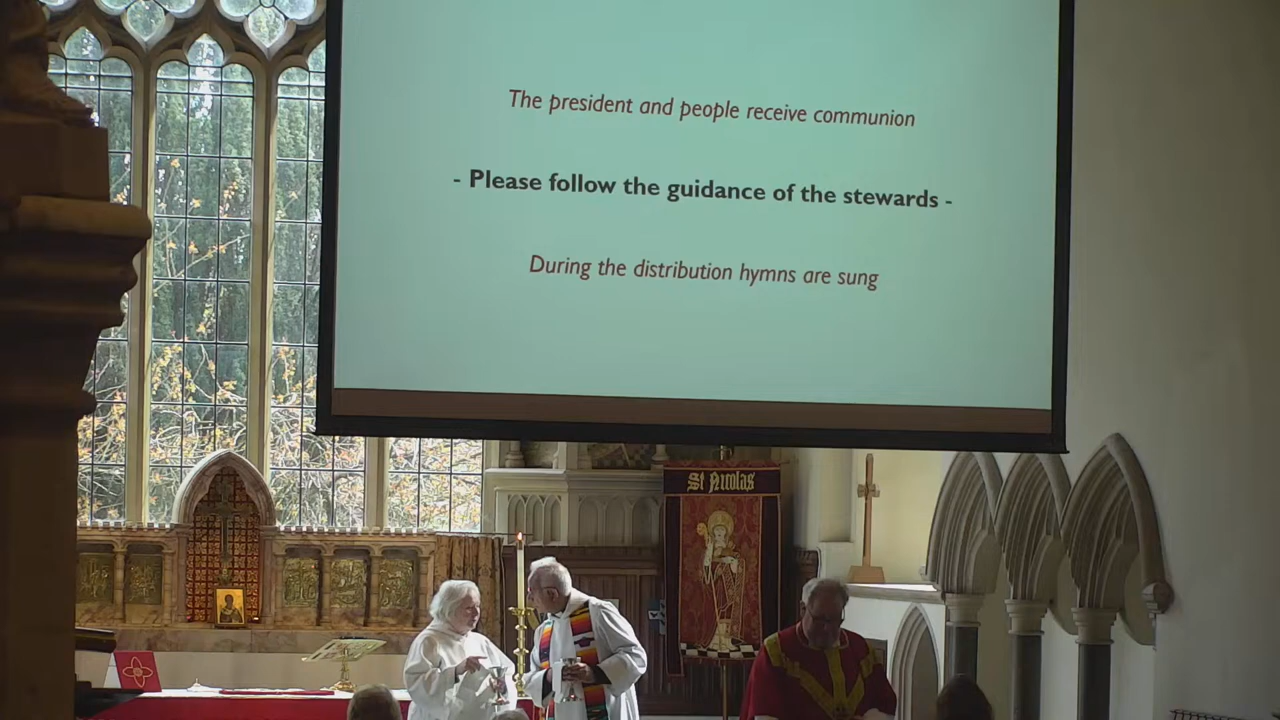 The president and people receive communion
- Please follow the guidance of the stewards -
During the distribution hymns are sung
St Nicolas